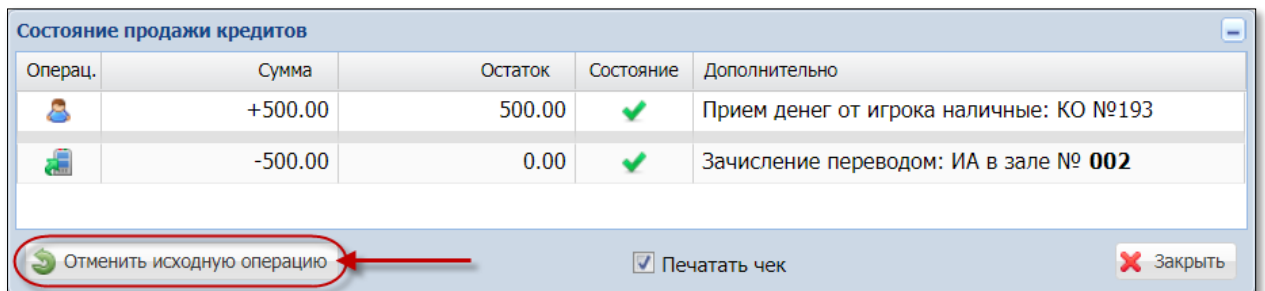 Состояние продажи кредитов
Операц. Сумма Остаток Состояние Дополнительно
+500.00 500.00 Прием денег от игрока наличные: КО №193
-500.00 0.00 Зачисление переводом: ИА в зале № 002
Отменить исходную операцию Печатать чек Закрыть